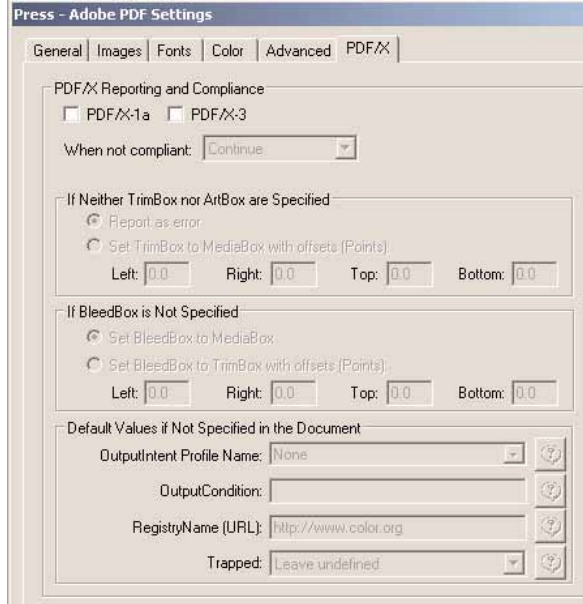 Press - Adobe PDF Settings
General Images Fonts Color Advanced PDF/X
PDF/X Reporting and Compliance
PDF/X-1a PDF/X-3
When not compliant: Continue
If Neither TrimBox nor ArtBox are Specified
Report as error
Set TrimBox to MediaBox with offsets (Points):
Left: 0.0 Right: 0.0 Top: 0.0 Bottom: 0.0
If BleedBox is Not Specified
Set BleedBox to MediaBox
Set BleedBox to TrimBox with offsets (Points):
Left: 0.0 Right: 0.0 Top: 0.0 Bottom: 0.0
Default Values if Not Specified in the Document
OutputIntent Profile Name: None
OutputCondition:
RegistryName (URL): http://www.color.org
Trapped: Leave undefined